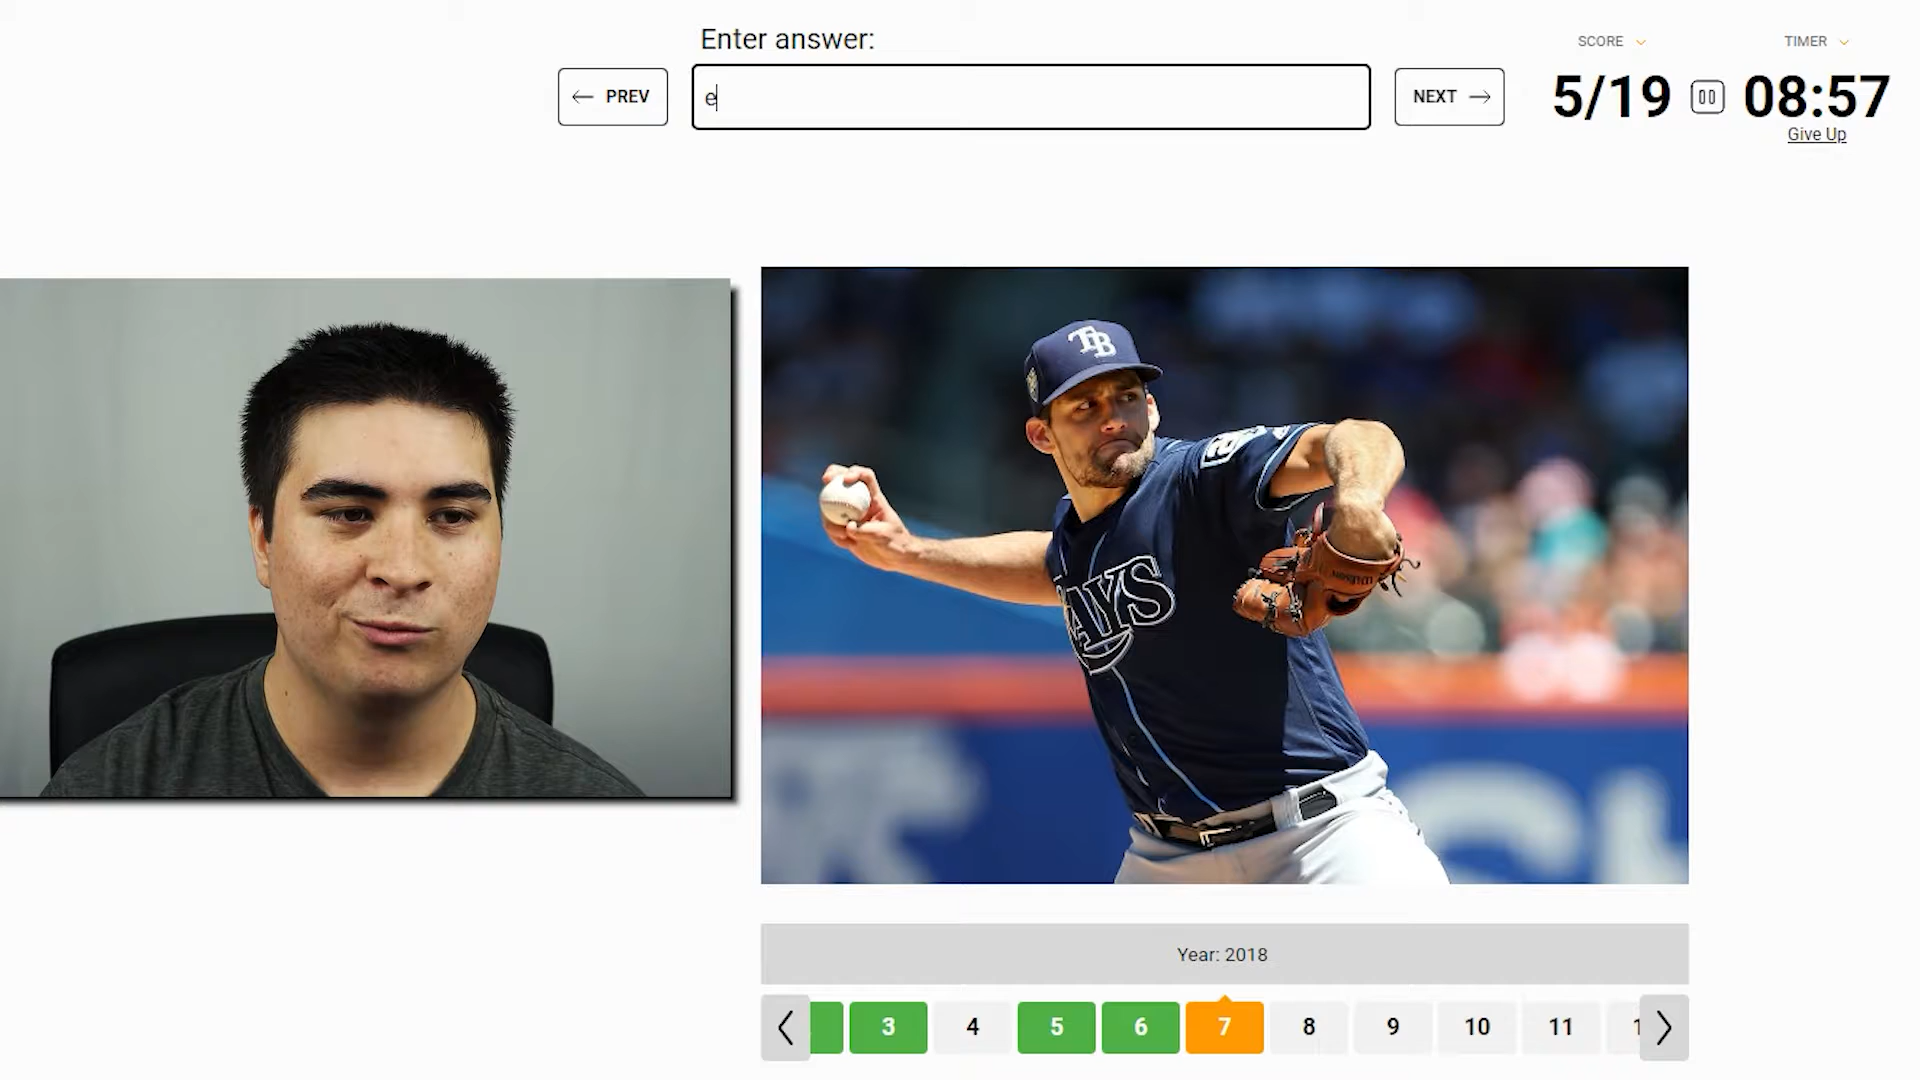 Enter answer:
SCORE
TIMER
← PREV
e
NEXT →
5/19
08:57
Give Up
TB
RAYS
Wilson
Year: 2018
3
4
5
6
7
8
9
10
11